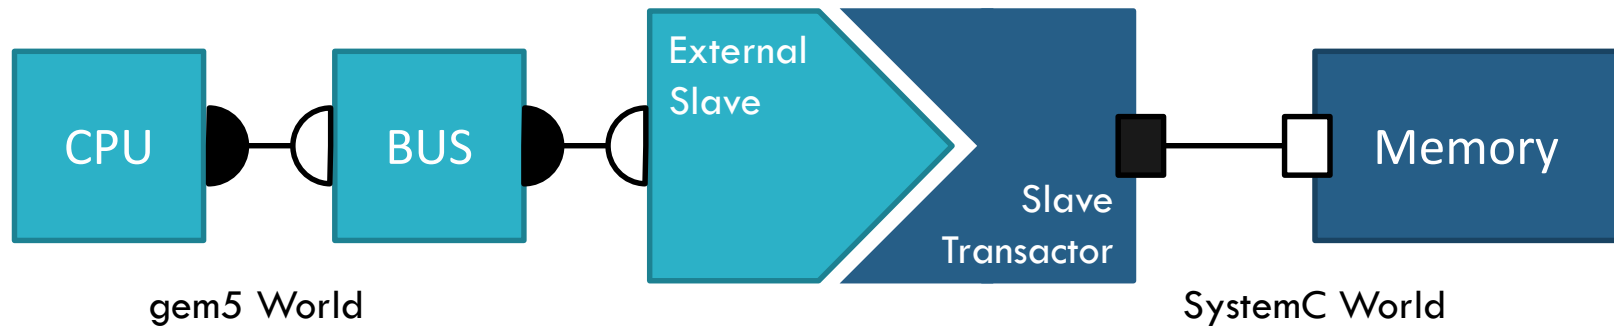 CPU
BUS
External
Slave
Slave
Transactor
Memory
gem5 World
SystemC World